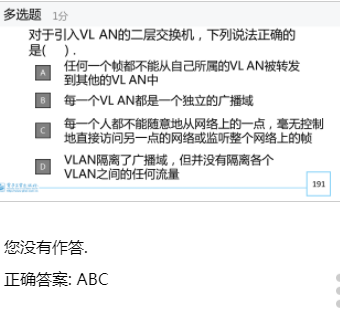 多选题 1分
对于引入VL AN的二层交换机，下列说法正确的
是( ) .
A 任何一个帧都不能从自己所属的VL AN被转发
到其他的VL AN中
B 每一个VL AN都是一个独立的广播域
C 每一个人都不能随意地从网络上的一点，毫无控制
地直接访问另一点的网络或监听整个网络上的帧
D VLAN隔离了广播域，但并没有隔离各个
VLAN之间的任何流量
191
您没有作答.
正确答案: ABC